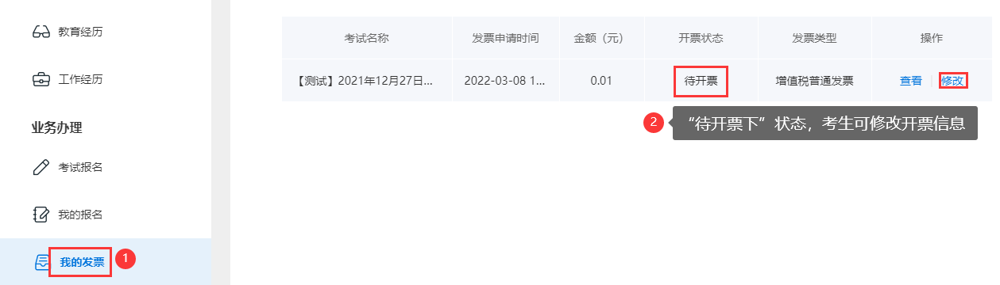 教育经历
工作经历
业务办理
考试报名
我的报名
我的发票
1
考试名称 发票申请时间 金额（元） 开票状态 发票类型 操作
【测试】2021年12月27日... 2022-03-08 1... 0.01 待开票 增值税普通发票 查看 修改
2
“待开票下”状态，考生可修改开票信息